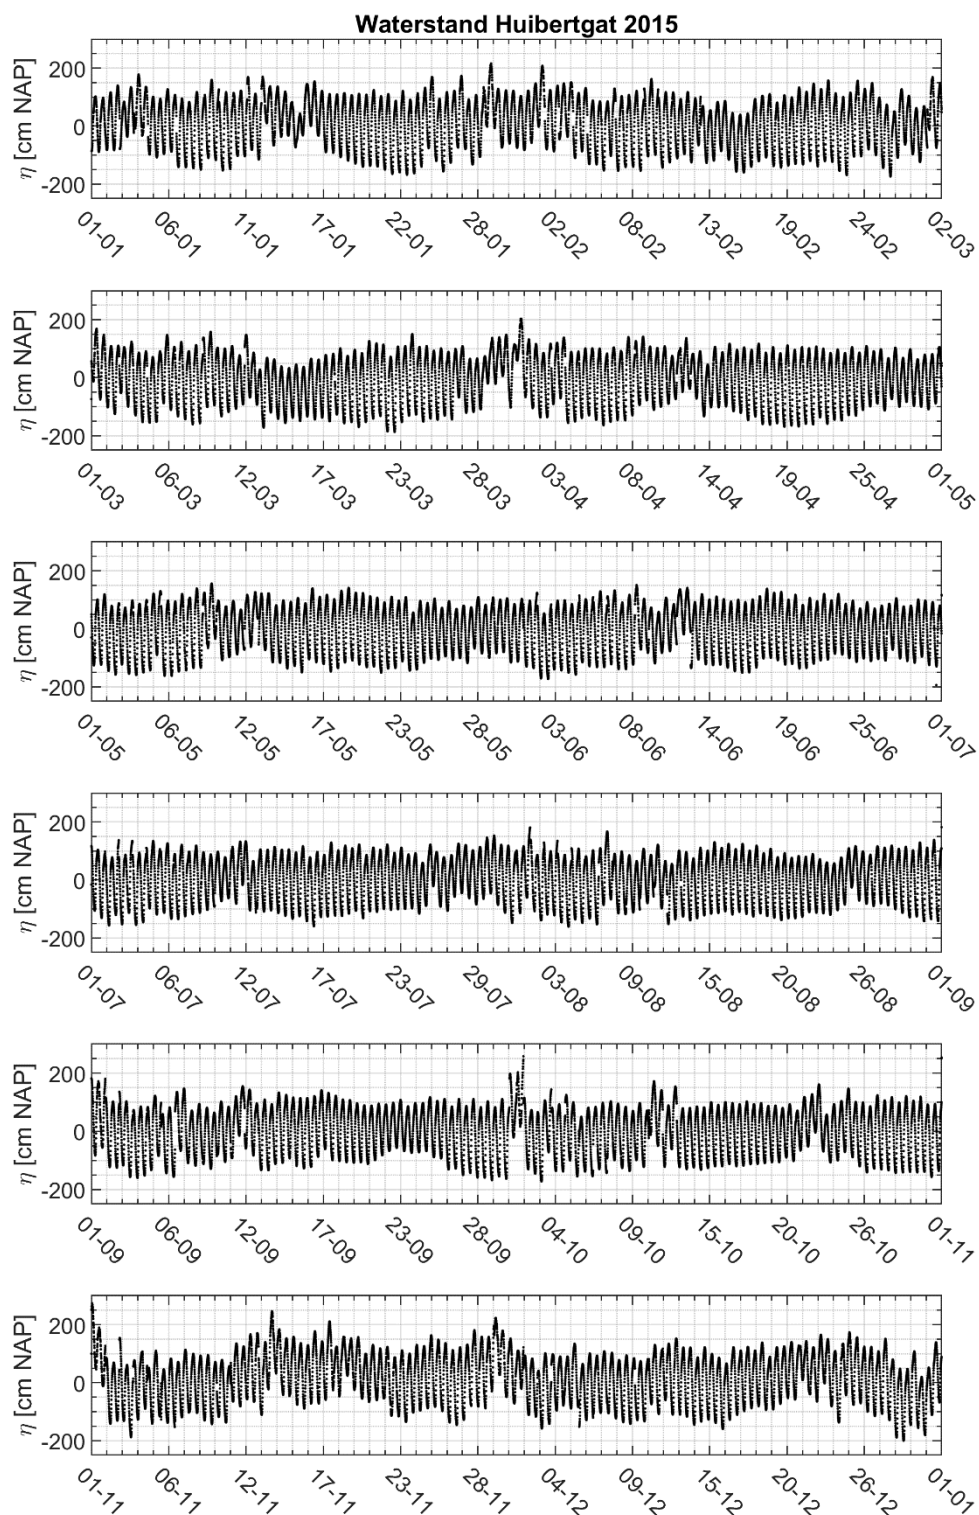 Waterstand Huibertgat 2015
η [cm NAP]
200
0
-200
01-01 06-01 11-01 17-01 22-01 28-01 02-02 08-02 13-02 19-02 24-02 02-03
η [cm NAP]
200
0
-200
01-03 06-03 12-03 17-03 23-03 28-03 03-04 08-04 14-04 19-04 25-04 01-05
η [cm NAP]
200
0
-200
01-05 06-05 12-05 17-05 23-05 28-05 03-06 08-06 14-06 19-06 25-06 01-07
η [cm NAP]
200
0
-200
01-07 06-07 12-07 17-07 23-07 29-07 03-08 09-08 15-08 20-08 26-08 01-09
η [cm NAP]
200
0
-200
01-09 06-09 12-09 17-09 23-09 28-09 04-10 09-10 15-10 20-10 26-10 01-11
η [cm NAP]
200
0
-200
01-11 06-11 12-11 17-11 23-11 28-11 04-12 09-12 15-12 20-12 26-12 01-01